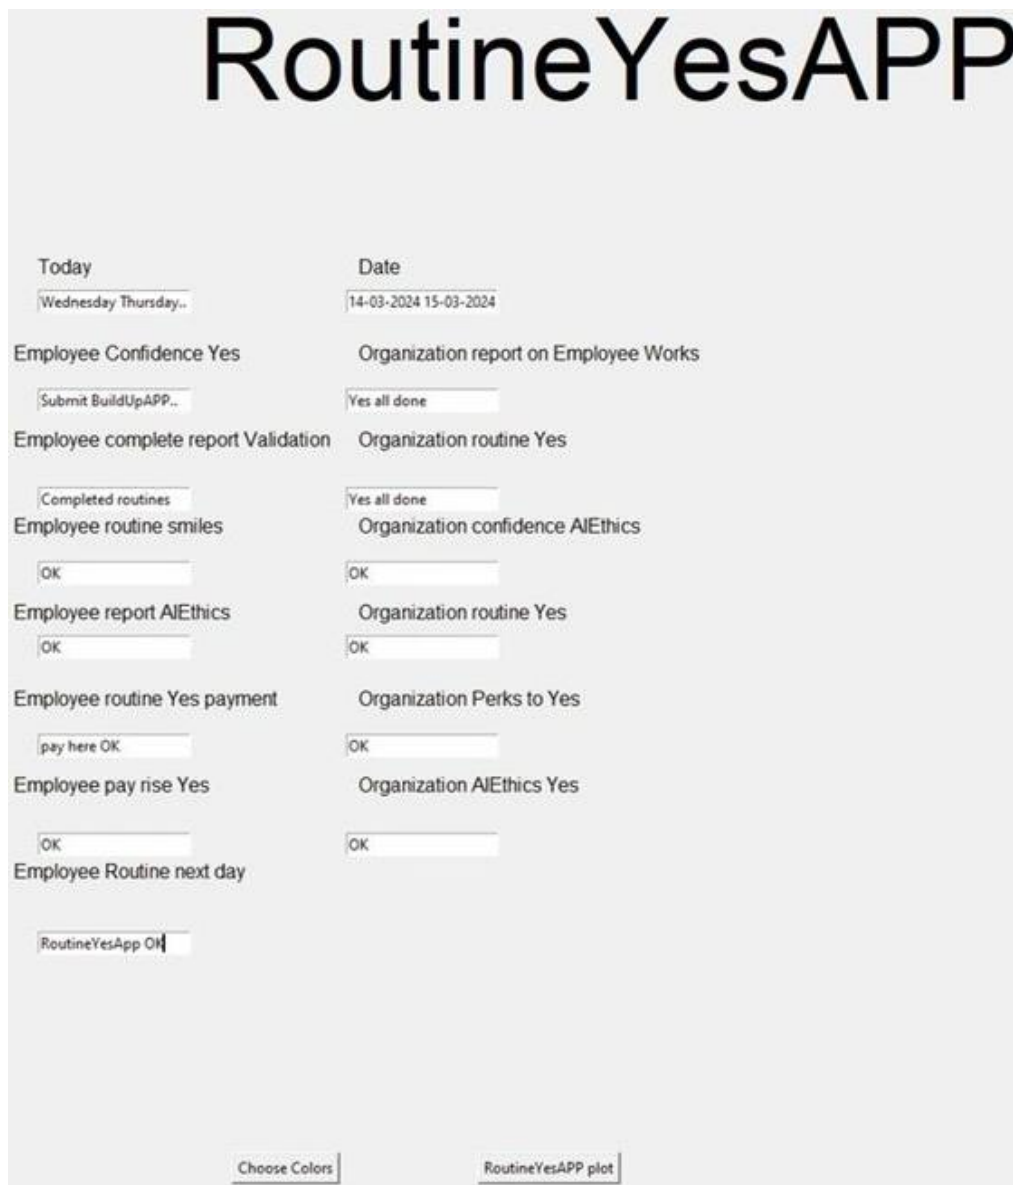 RoutineYesAPP
Today Date
Wednesday Thursday.. 14-03-2024 15-03-2024
Employee Confidence Yes Organization report on Employee Works
Submit BuildUpAPP.. Yes all done
Employee complete report Validation Organization routine Yes
Completed routines Yes all done
Employee routine smiles Organization confidence AIEthics
OK OK
Employee report AIEthics Organization routine Yes
OK OK
Employee routine Yes payment Organization Perks to Yes
pay here OK OK
Employee pay rise Yes Organization AIEthics Yes
OK OK
Employee Routine next day
RoutineYesApp OK
Choose Colors RoutineYesAPP plot